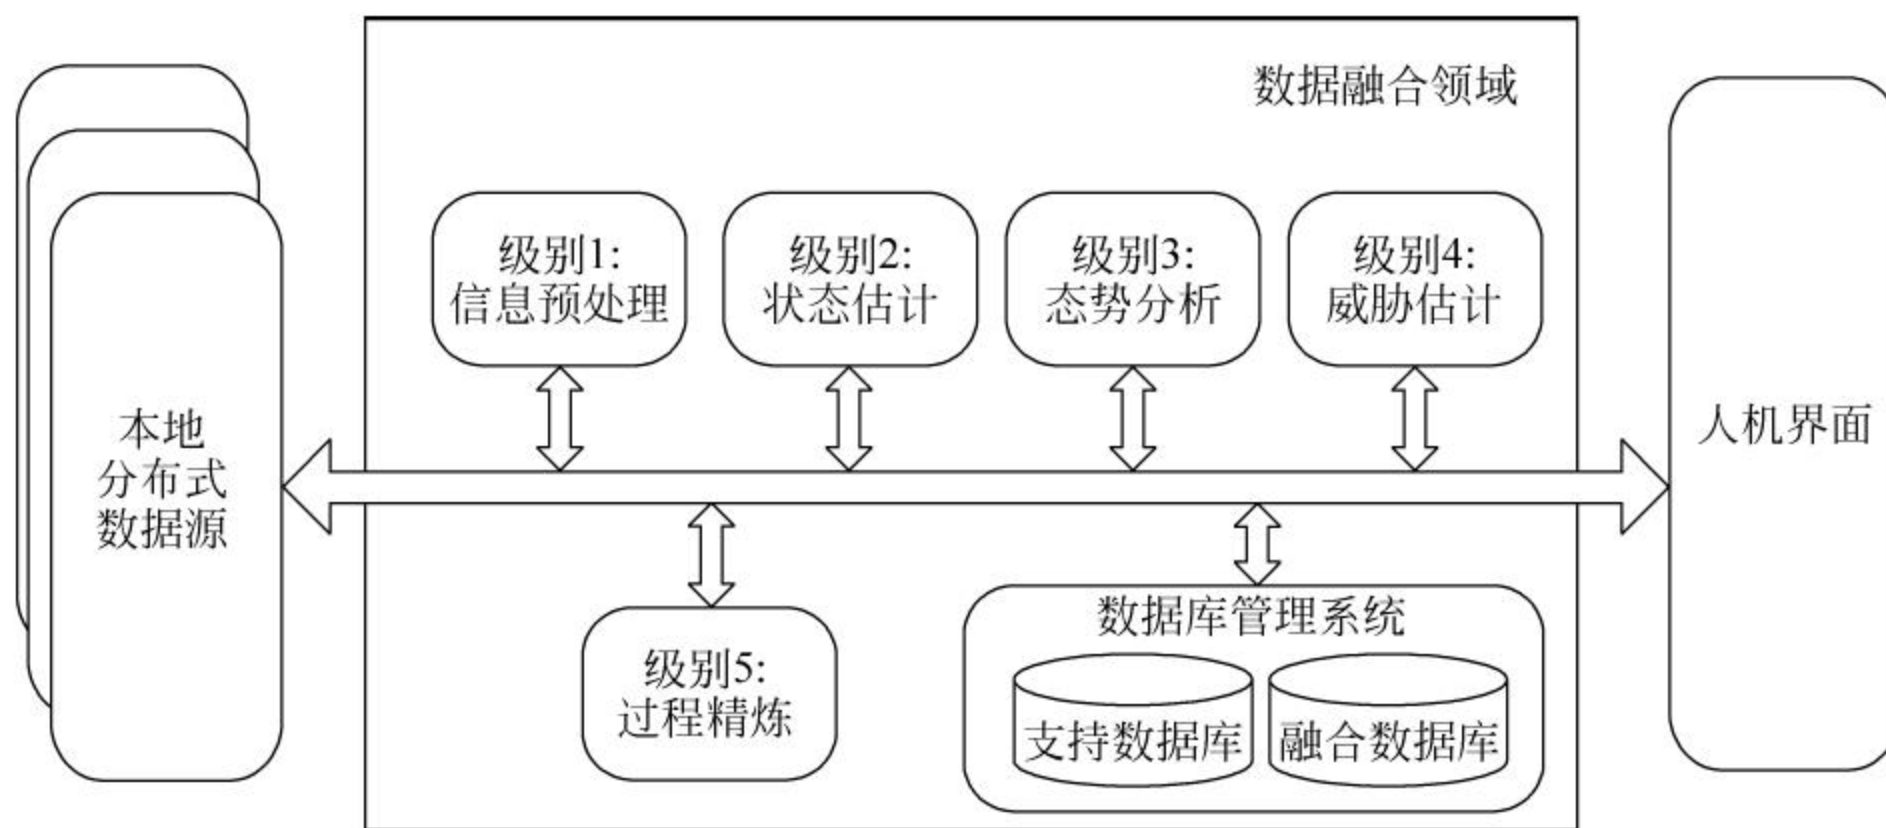 数据融合领域
级别1:
信息预处理
级别2:
状态估计
级别3:
态势分析
级别4:
威胁估计
本地
分布式
数据源
人机界面
级别5:
过程精炼
数据库管理系统
支持数据库
融合数据库